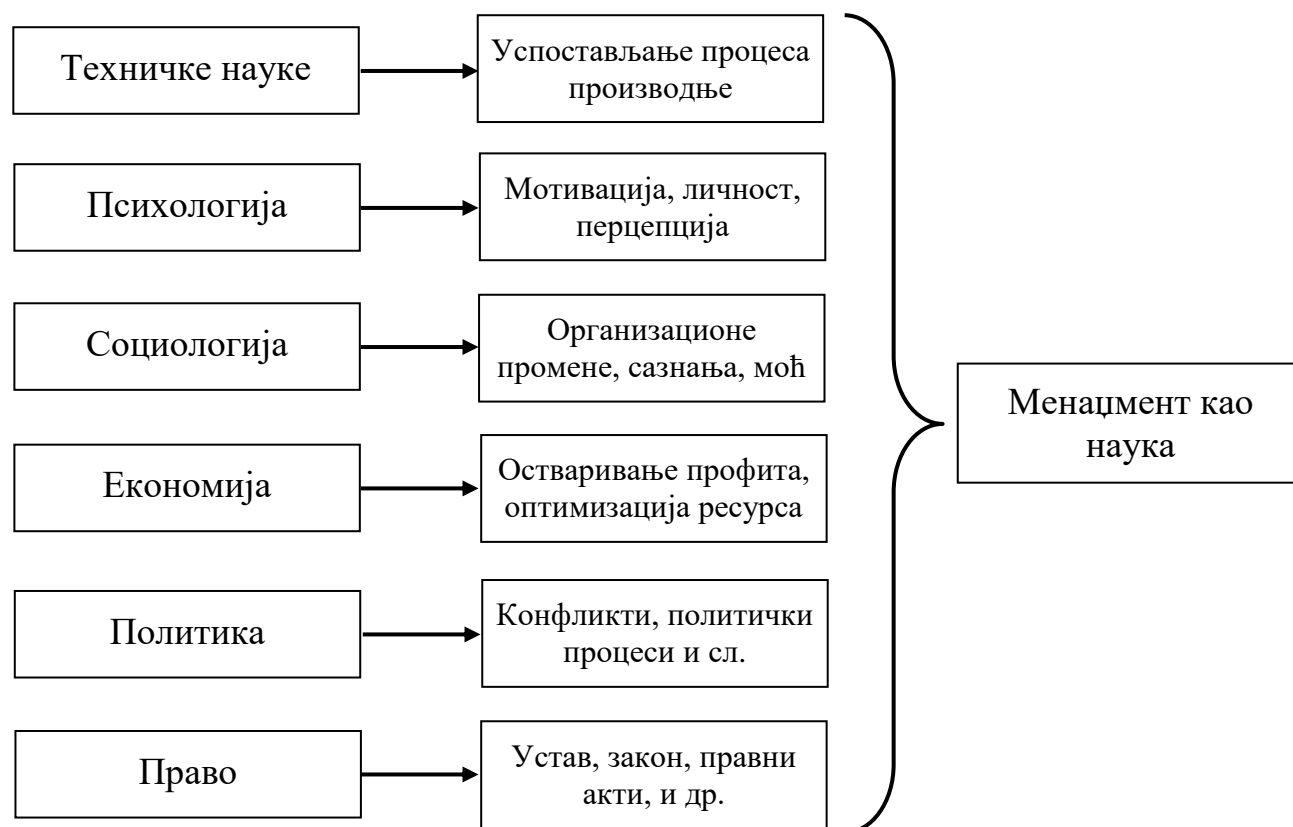 Техничке науке
Успостављање процеса
производње
Психологија
Мотивација, личност,
перцепција
Социологија
Организационе
промене, сазнања, моћ
Економија
Остваривање профита,
оптимизација ресурса
Политика
Конфликти, политички
процеси и сл.
Право
Устав, закон, правни
акти, и др.
Менаџмент као
наука